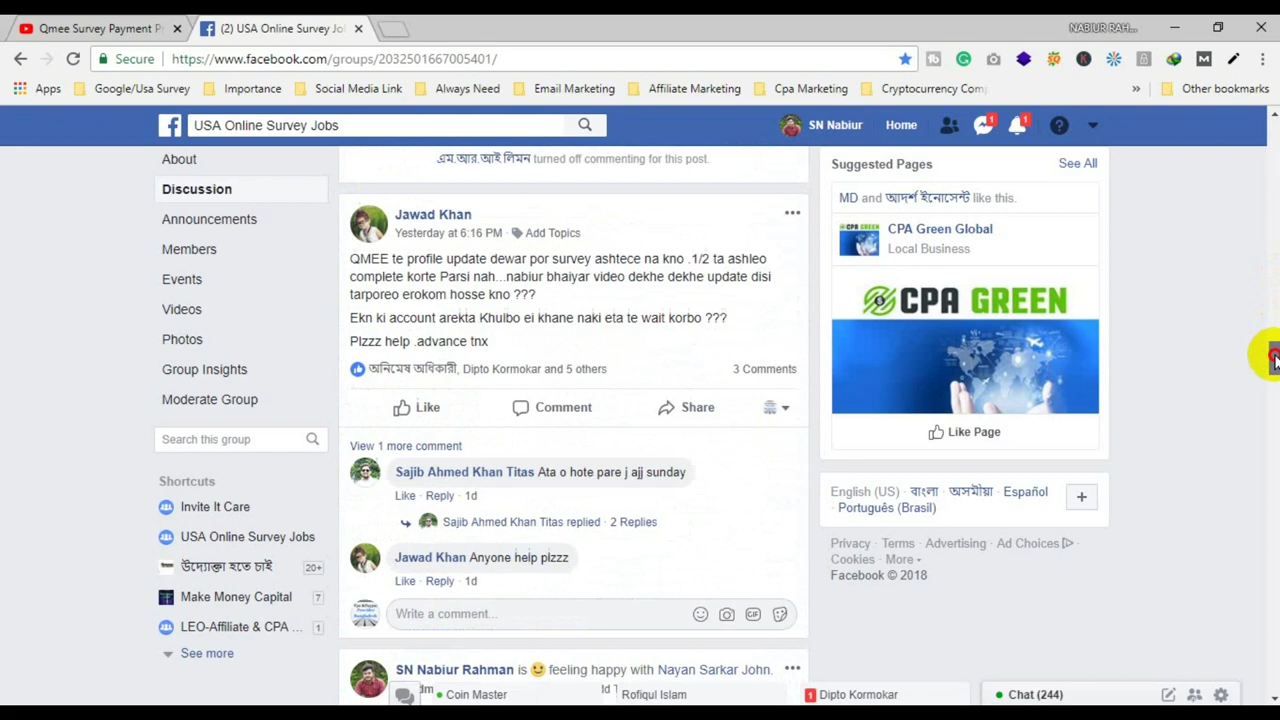 Qmee Survey Payment P
(2) USA Online Survey Jo
NABIUR RAH...
Secure
https://www.facebook.com/groups/2032501667005401/
Apps
Google/Usa Survey
Importance
Social Media Link
Always Need
Email Marketing
Affiliate Marketing
Cpa Marketing
Cryptocurrency Com
»
Other bookmarks
USA Online Survey Jobs
SN Nabiur
Home
1
1
About
Discussion
Announcements
Members
Events
Videos
Photos
Group Insights
Moderate Group
Search this group
Shortcuts
Invite It Care
USA Online Survey Jobs
উদ্যোক্তা হতে চাই
20+
Make Money Capital
7
LEO-Affiliate & CPA ...
1
See more
এম.আর.আই লিমন turned off commenting for this post.
Jawad Khan
Yesterday at 6:16 PM · Add Topics
QMEE te profile update dewar por survey ashtece na kno .1/2 ta ashleo
complete korte Parsi nah...nabiur bhaiyar video dekhe dekhe update disi
tarporeo erokom hosse kno ???
Ekn ki account arekta Khulbo ei khane naki eta te wait korbo ???
Plzzz help .advance tnx
অনিমেষ অধিকারী, Dipto Kormokar and 5 others
3 Comments
Like
Comment
Share
View 1 more comment
Sajib Ahmed Khan Titas Ata o hote pare j ajj sunday
Like · Reply · 1d
Sajib Ahmed Khan Titas replied · 2 Replies
Jawad Khan Anyone help plzzz
Like · Reply · 1d
Write a comment...
GIF
SN Nabiur Rahman is feeling happy with Nayan Sarkar John.
Suggested Pages
See All
MD and আদর্শ ইনোসেন্ট like this.
CPA Green Global
Local Business
CPA GREEN
Like Page
English (US) · বাংলা · অসমীয়া · Español
· Português (Brasil)
Privacy · Terms · Advertising · Ad Choices ·
Cookies · More
Facebook © 2018
Coin Master
Rofiqul Islam
1
Dipto Kormokar
Chat (244)